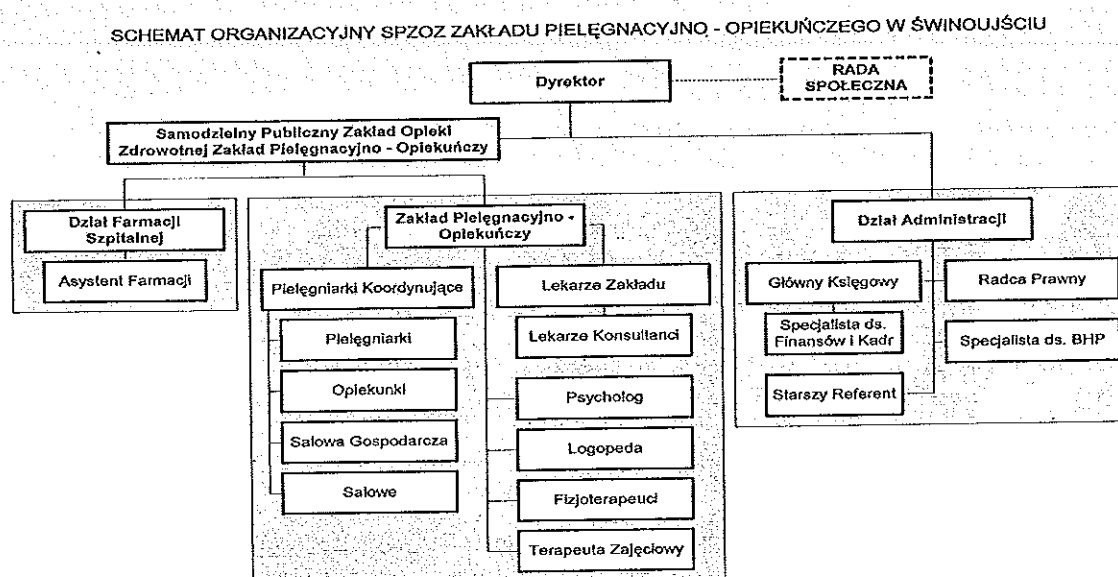 SCHEMAT ORGANIZACYJNY SPZOZ ZAKŁADU PIELĘGNACYJNO - OPIEKUŃCZEGO W ŚWINOUJŚCIU
Dyrektor
RADA
SPOŁECZNA
Samodzielny Publiczny Zakład Opieki
Zdrowotnej Zakład Pielęgnacyjno - Opiekuńczy
Dział Farmacji
Szpitalnej
Asystent Farmacji
Zakład Pielęgnacyjno -
Opiekuńczy
Pielęgniarki Koordynujące
Pielęgniarki
Opiekunki
Salowa Gospodarcza
Salowe
Lekarze Zakładu
Lekarze Konsultanci
Psycholog
Logopeda
Fizjoterapeuci
Terapeuta Zajęciowy
Dział Administracji
Główny Księgowy
Specjalista ds.
Finansów i Kadr
Starszy Referent
Radca Prawny
Specjalista ds. BHP